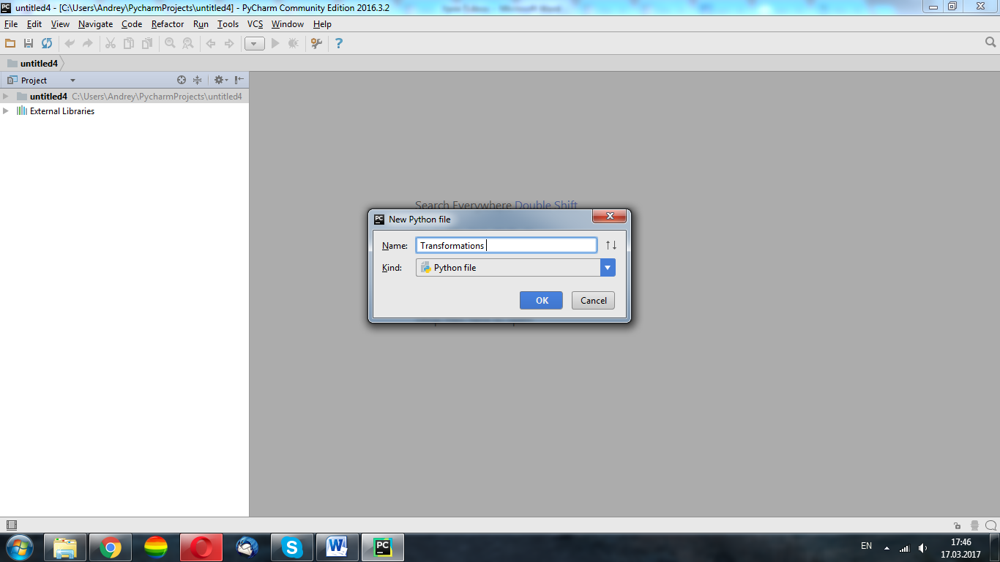 untitled4 - [C:\Users\Andrey\PycharmProjects\untitled4] - PyCharm Community Edition 2016.3.2
File Edit View Navigate Code Refactor Run Tools VCS Window Help
untitled4
Project
untitled4 C:\Users\Andrey\PycharmProjects\untitled4
External Libraries
Search Everywhere Double Shift
New Python file
Name: Transformations
Kind: Python file
OK Cancel
EN 17:46
17.03.2017